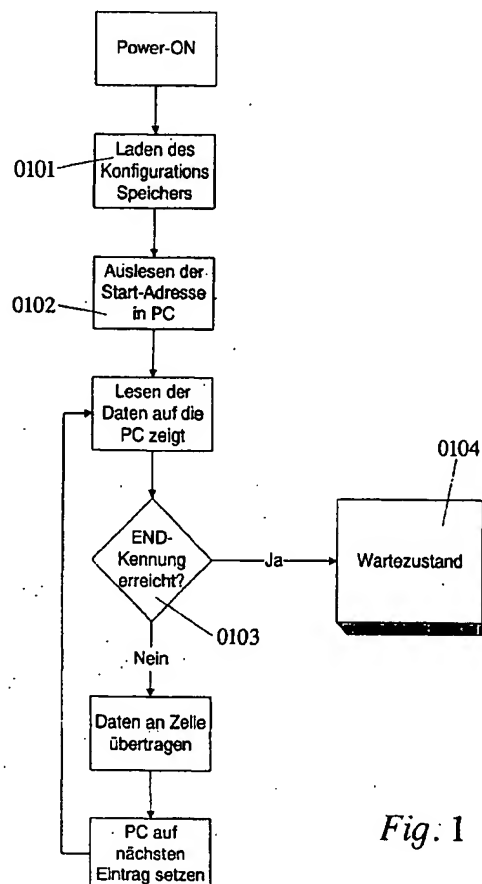 Power-ON
0101
Laden des
Konfigurations
Speichers
0102
Auslesen der
Start-Adresse
in PC
Lesen der
Daten auf die
PC zeigt
0104
END-
Kennung
erreicht?
Ja
Wartezustand
0103
Nein
Daten an Zelle
übertragen
PC auf
nächsten
Eintrag setzen
Fig. 1